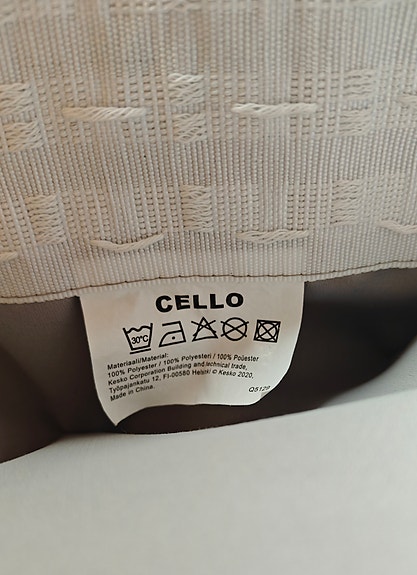 CELLO
30°C
Materiaali/Material:
100% Polyesteri / 100% Polyester / 100% Poüester
Kesko Corporation Building and technical trade,
Työpajankatu 12, FI-00580 Helsinki © Kesko 2020,
Made in China.
Q5129